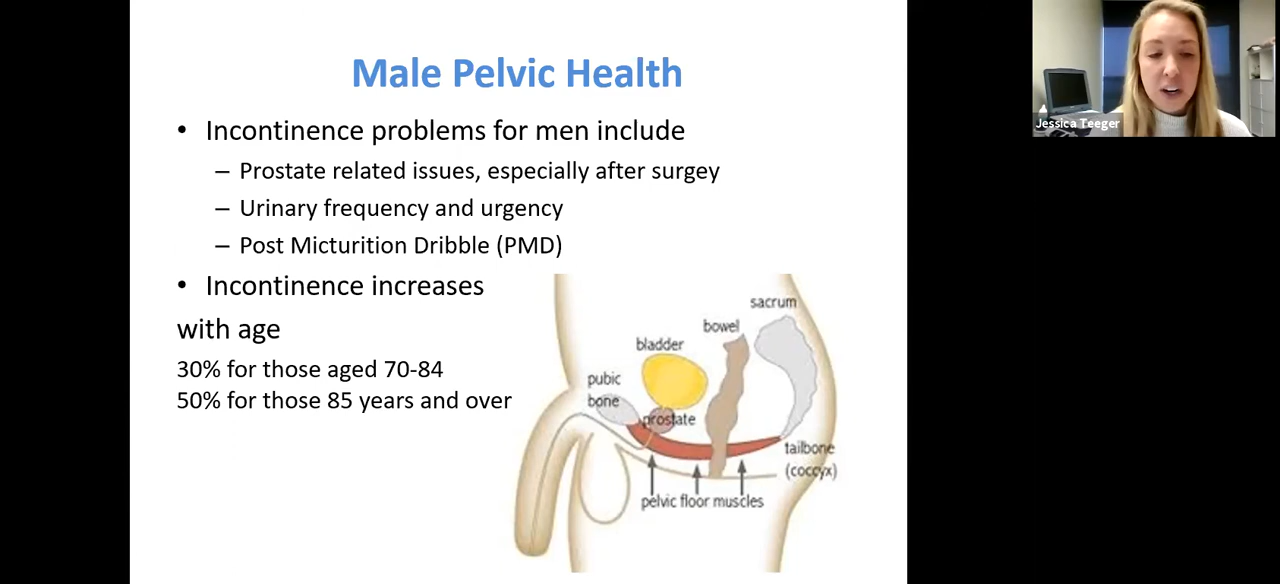 Male Pelvic Health
• Incontinence problems for men include
– Prostate related issues, especially after surgey
– Urinary frequency and urgency
– Post Micturition Dribble (PMD)
• Incontinence increases
with age
30% for those aged 70-84
50% for those 85 years and over
sacrum
bowel
bladder
pubic
bone
prostate
tailbone
(coccyx)
pelvic floor muscles
Jessica Teeger